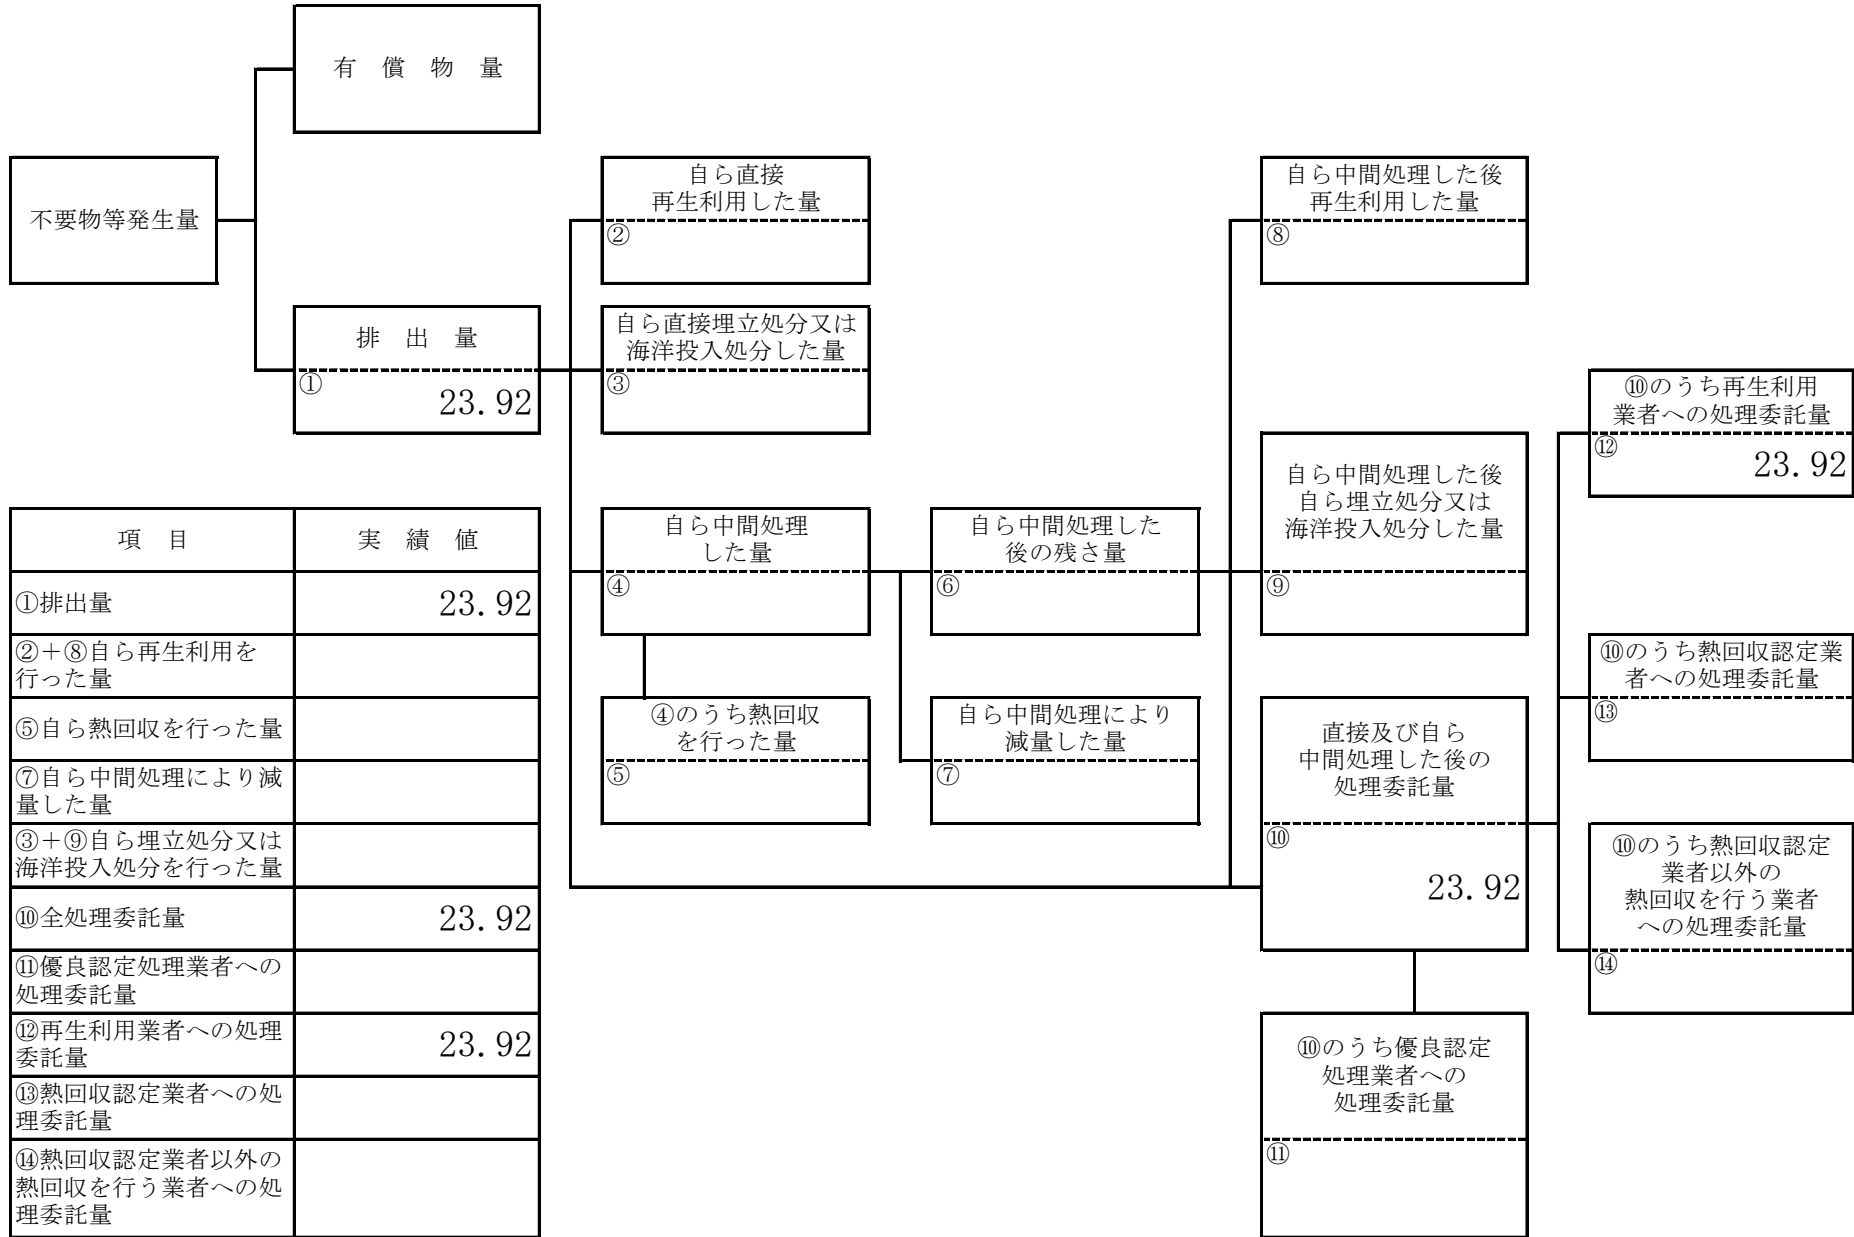 有 償 物 量
不要物等発生量
排 出 量
①
23.92
自ら直接
再生利用した量
②
自ら直接埋立処分又は
海洋投入処分した量
③
自ら中間処理
した量
④
④のうち熱回収
を行った量
⑤
自ら中間処理した
後の残さ量
⑥
自ら中間処理により
減量した量
⑦
自ら中間処理した後
再生利用した量
⑧
自ら中間処理した後
自ら埋立処分又は
海洋投入処分した量
⑨
直接及び自ら
中間処理した後の
処理委託量
⑩
23.92
⑩のうち優良認定
処理業者への
処理委託量
⑪
⑩のうち再生利用
業者への処理委託量
⑫
23.92
⑩のうち熱回収認定業
者への処理委託量
⑬
⑩のうち熱回収認定
業者以外の
熱回収を行う業者
への処理委託量
⑭
項 目 実 績 値
①排出量 23.92
②＋⑧自ら再生利用を
行った量
⑤自ら熱回収を行った量
⑦自ら中間処理により減
量した量
③＋⑨自ら埋立処分又は
海洋投入処分を行った量
⑩全処理委託量 23.92
⑪優良認定処理業者への
処理委託量
⑫再生利用業者への処理
委託量 23.92
⑬熱回収認定業者への処
理委託量
⑭熱回収認定業者以外の
熱回収を行う業者への処
理委託量